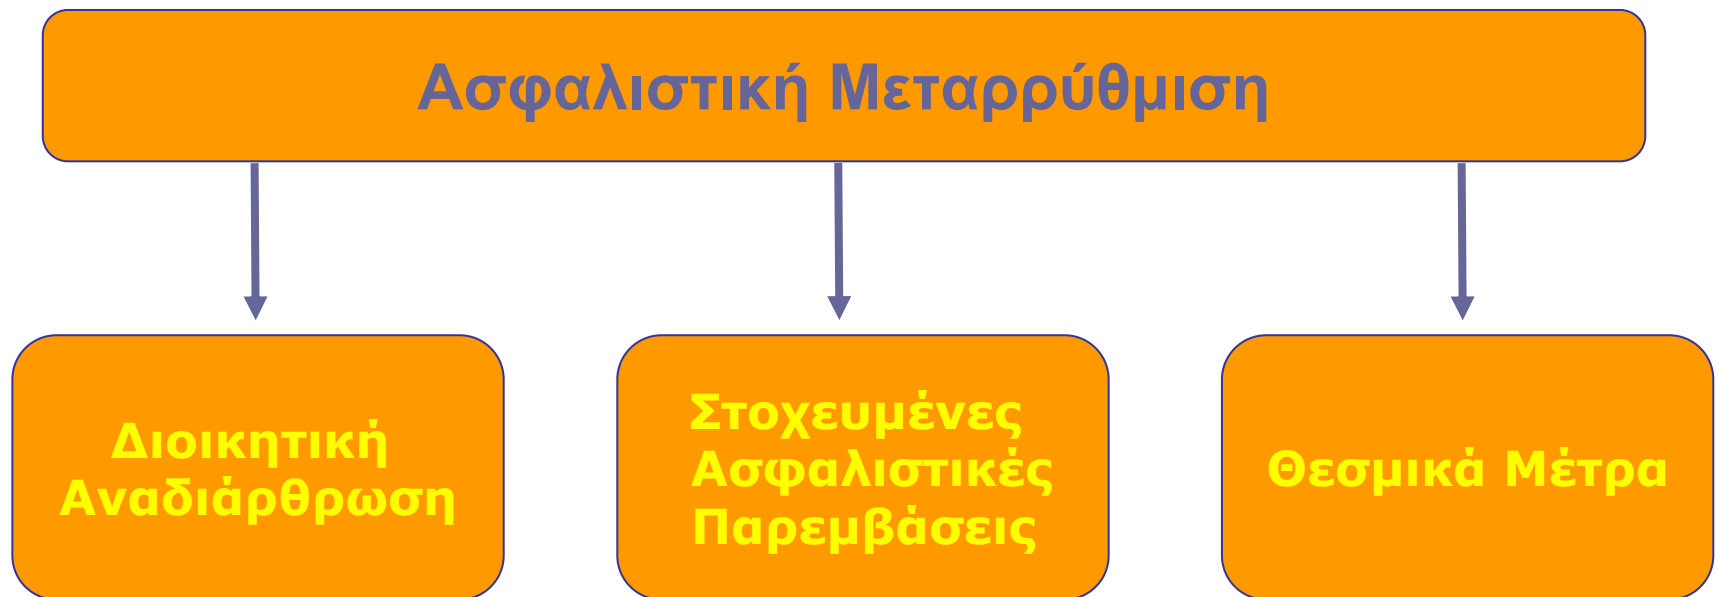 Ασφαλιστική Μεταρρύθμιση
Διοικητική
Αναδιάρθρωση
Στοχευμένες
Ασφαλιστικές
Παρεμβάσεις
Θεσμικά Μέτρα